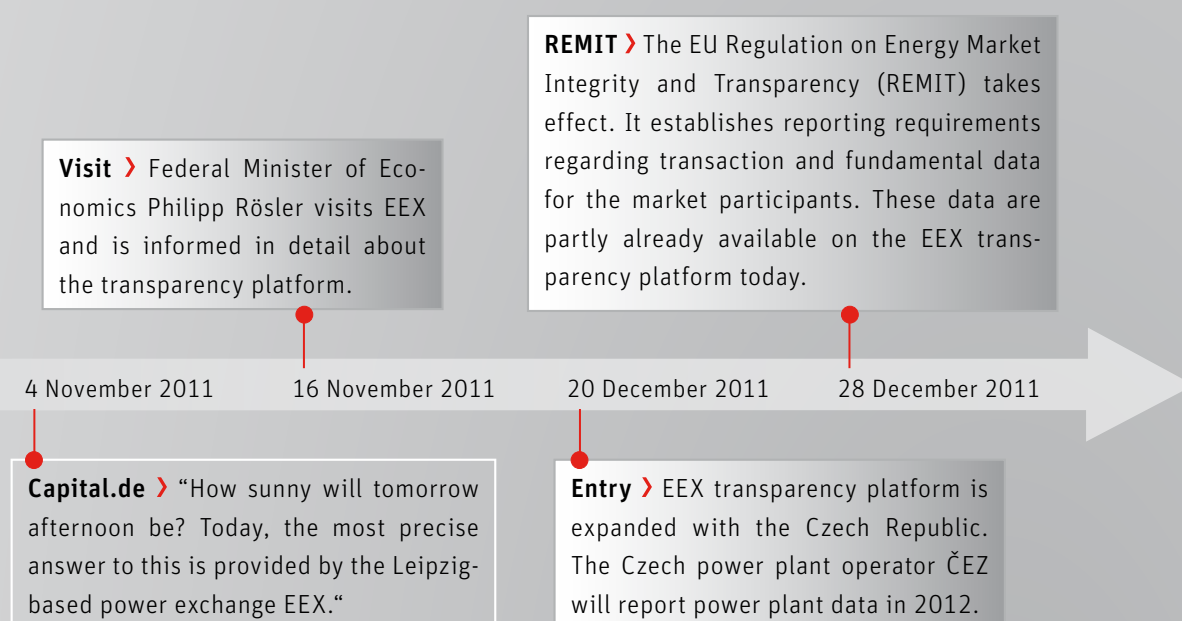 REMIT › The EU Regulation on Energy Market
Integrity and Transparency (REMIT) takes
effect. It establishes reporting requirements
regarding transaction and fundamental data
for the market participants. These data are
partly already available on the EEX trans-
parency platform today.
Visit › Federal Minister of Eco-
nomics Philipp Rösler visits EEX
and is informed in detail about
the transparency platform.
4 November 2011
16 November 2011
20 December 2011
28 December 2011
Capital.de › “How sunny will tomorrow
afternoon be? Today, the most precise
answer to this is provided by the Leipzig-
based power exchange EEX.“
Entry › EEX transparency platform is
expanded with the Czech Republic.
The Czech power plant operator ČEZ
will report power plant data in 2012.